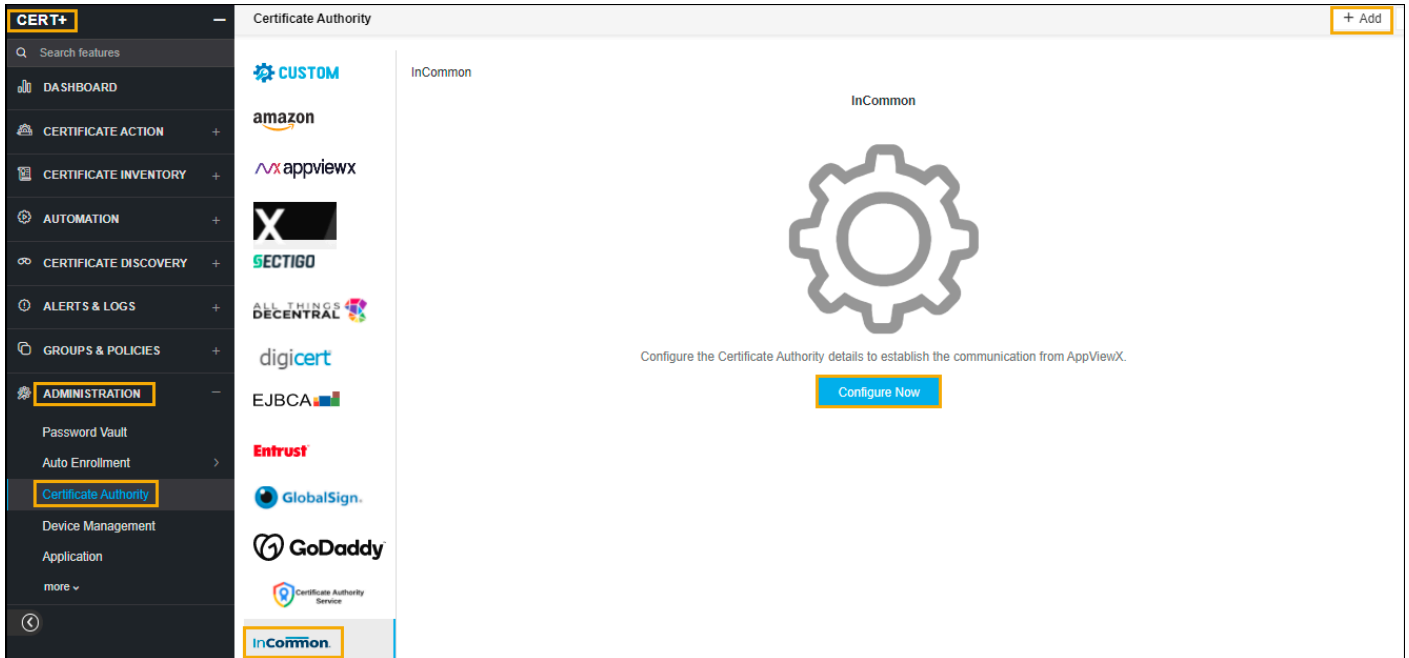 CERT+
Search features
DASHBOARD
CERTIFICATE ACTION +
CERTIFICATE INVENTORY +
AUTOMATION +
CERTIFICATE DISCOVERY +
ALERTS & LOGS +
GROUPS & POLICIES +
ADMINISTRATION
Password Vault
Auto Enrollment
Certificate Authority
Device Management
Application
more
Certificate Authority
+ Add
CUSTOM
amazon
appviewx
X
SECTIGO
ALL THINGS
DECENTRAL
digicert
EJBCA
Entrust
GlobalSign.
GoDaddy
Certificate Authority
Service
InCommon.
InCommon
InCommon
Configure the Certificate Authority details to establish the communication from AppViewX.
Configure Now